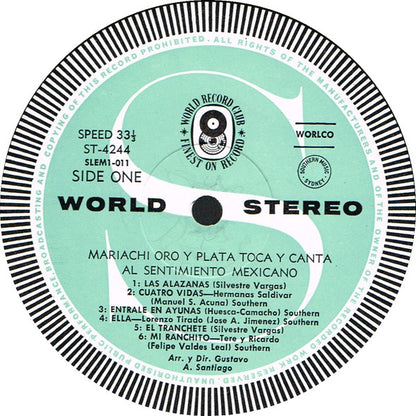 UNAUTHORISED PUBLIC PERFORMANCE BROADCASTING AND COPYING OF THIS RECORD PROHIBITED. ALL RIGHTS OF THE MANUFACTURERS AND OF THE OWNER OF THE RECORDED WORK RESERVED.
WORLD RECORD CLUB
FINEST ON RECORD
SPEED 33⅓
ST-4244
SLEM1-011
SIDE ONE
WORLCO
SOUTHERN MUSIC
SYDNEY
S
WORLD STEREO
MARIACHI ORO Y PLATA TOCA Y CANTA
AL SENTIMIENTO MEXICANO
1: LAS ALAZANAS (Silvestre Vargas)
2: CUATRO VIDAS—Hermanas Saldivar
(Manuel S. Acuna) Southern
3: ENTRALE EN AYUNAS (Huesca-Camacho) Southern
4: ELLA—Lorenzo Tirado (Jose A. Jimenez) Southern
5: EL TRANCHETE (Silvestre Vargas)
6: MI RANCHITO—Tere y Ricardo
(Felipe Valdes Leal) Southern
Arr. y Dir. Gustavo
A. Santiago